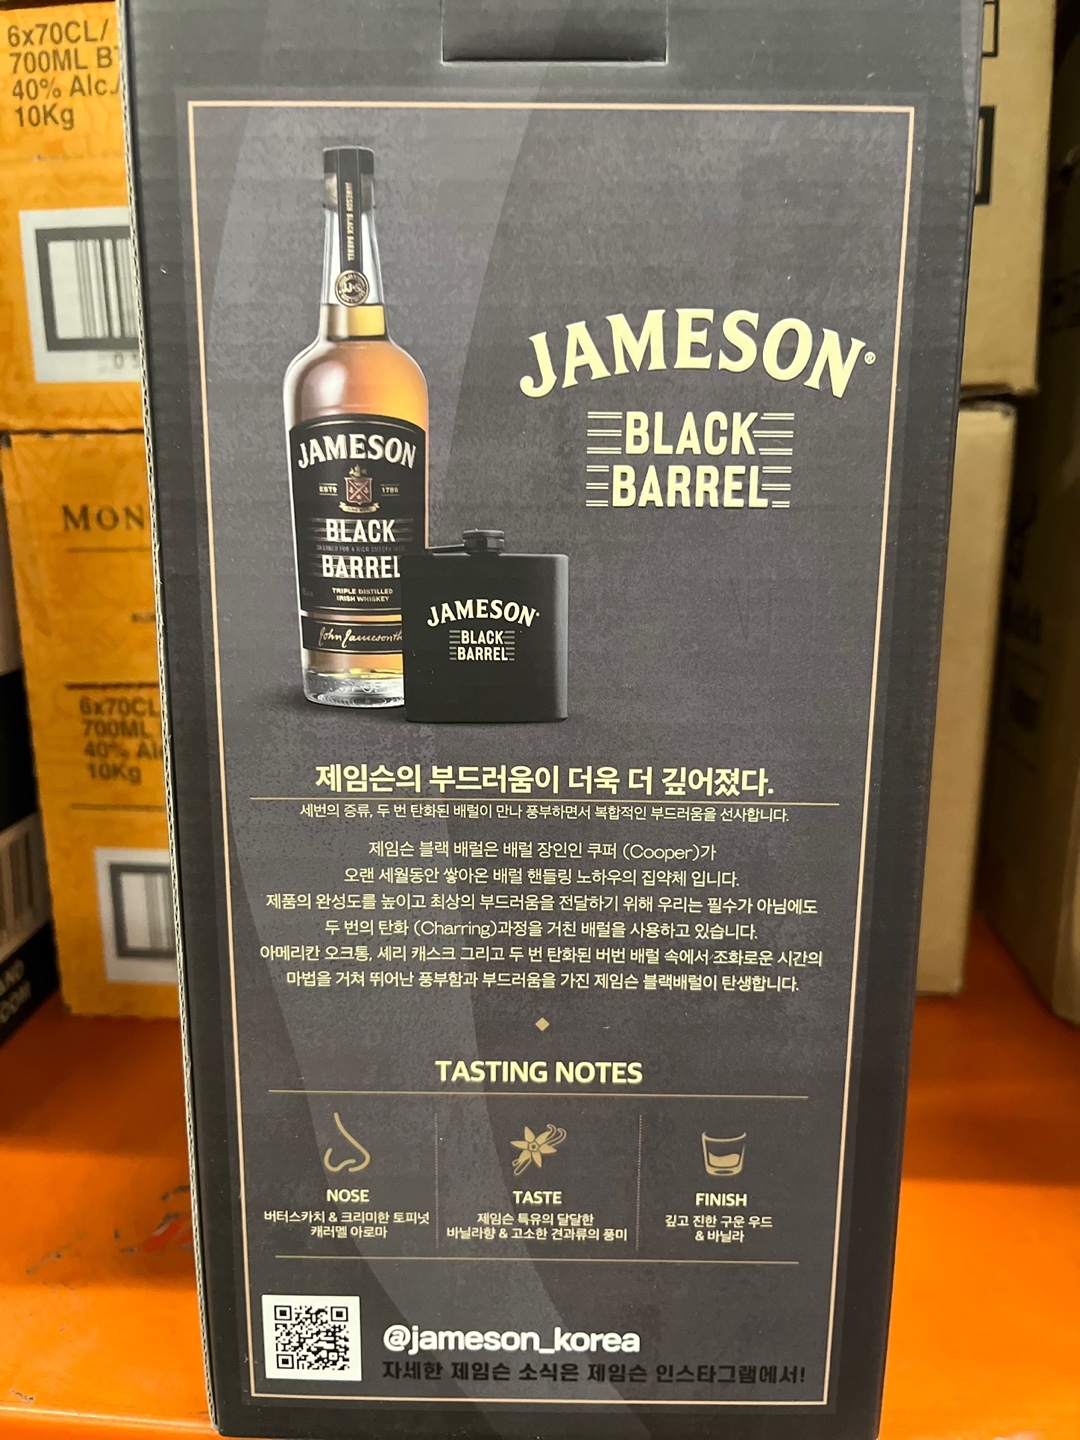 6x70CL/
700ML
40% Alc./
10Kg
MON
6x70CL
700ML
40% Al
10Kg
JAMESON BLACK BARREL
JAMESON
ESTD 1780
BLACK
BARREL
TRIPLE DISTILLED
IRISH WHISKEY
JAMESON®
BLACK
BARREL
JAMESON
BLACK
BARREL
제임슨의 부드러움이 더욱 더 깊어졌다.
세번의 증류, 두 번 탄화된 배럴이 만나 풍부하면서 복합적인 부드러움을 선사합니다.
제임슨 블랙 배럴은 배럴 장인인 쿠퍼 (Cooper)가
오랜 세월동안 쌓아온 배럴 핸들링 노하우의 집약체 입니다.
제품의 완성도를 높이고 최상의 부드러움을 전달하기 위해 우리는 필수가 아님에도
두 번의 탄화 (Charring)과정을 거친 배럴을 사용하고 있습니다.
아메리칸 오크통, 셰리 캐스크 그리고 두 번 탄화된 버번 배럴 속에서 조화로운 시간의
마법을 거쳐 뛰어난 풍부함과 부드러움을 가진 제임슨 블랙배럴이 탄생합니다.
TASTING NOTES
NOSE
버터스카치 & 크리미한 토피넛
캐러멜 아로마
TASTE
제임슨 특유의 달달한
바닐라향 & 고소한 견과류의 풍미
FINISH
깊고 진한 구운 우드
& 바닐라
@jameson_korea
자세한 제임슨 소식은 제임슨 인스타그램에서!